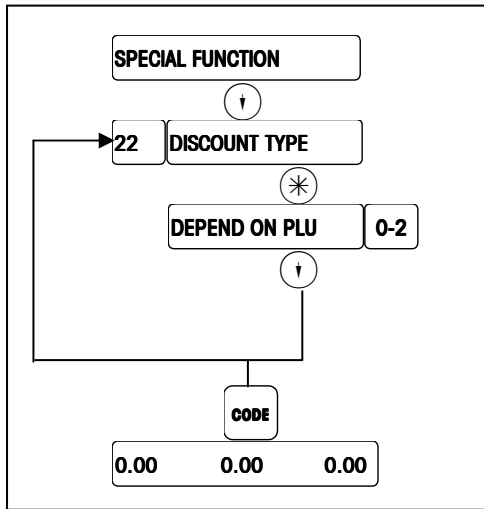 SPECIAL FUNCTION
22 DISCOUNT TYPE
DEPEND ON PLU 0-2
CODE
0.00 0.00 0.00